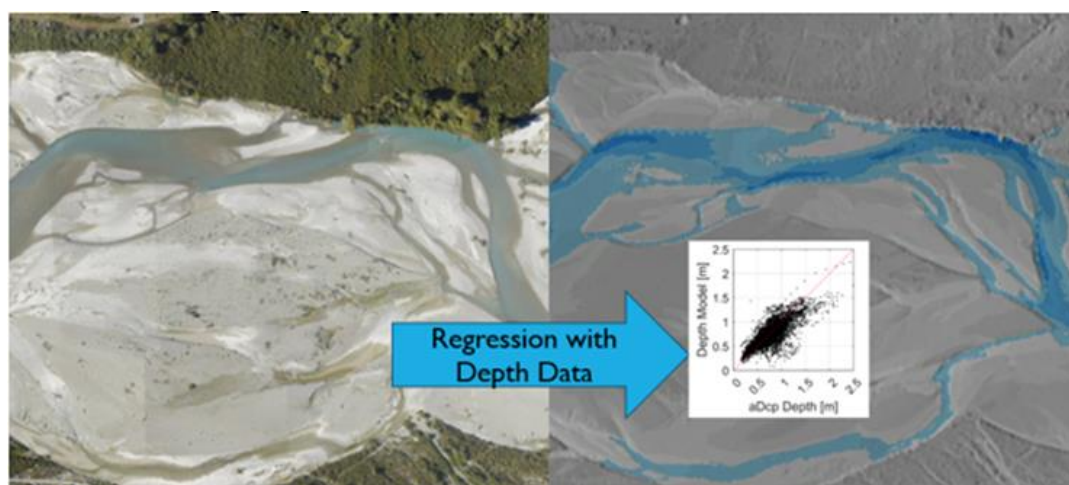 Regression with
Depth Data
2.5
2
1.5
1
0.5
0
Depth Model [m]
0 0.5 1 1.5 2 2.5
aDcp Depth [m]